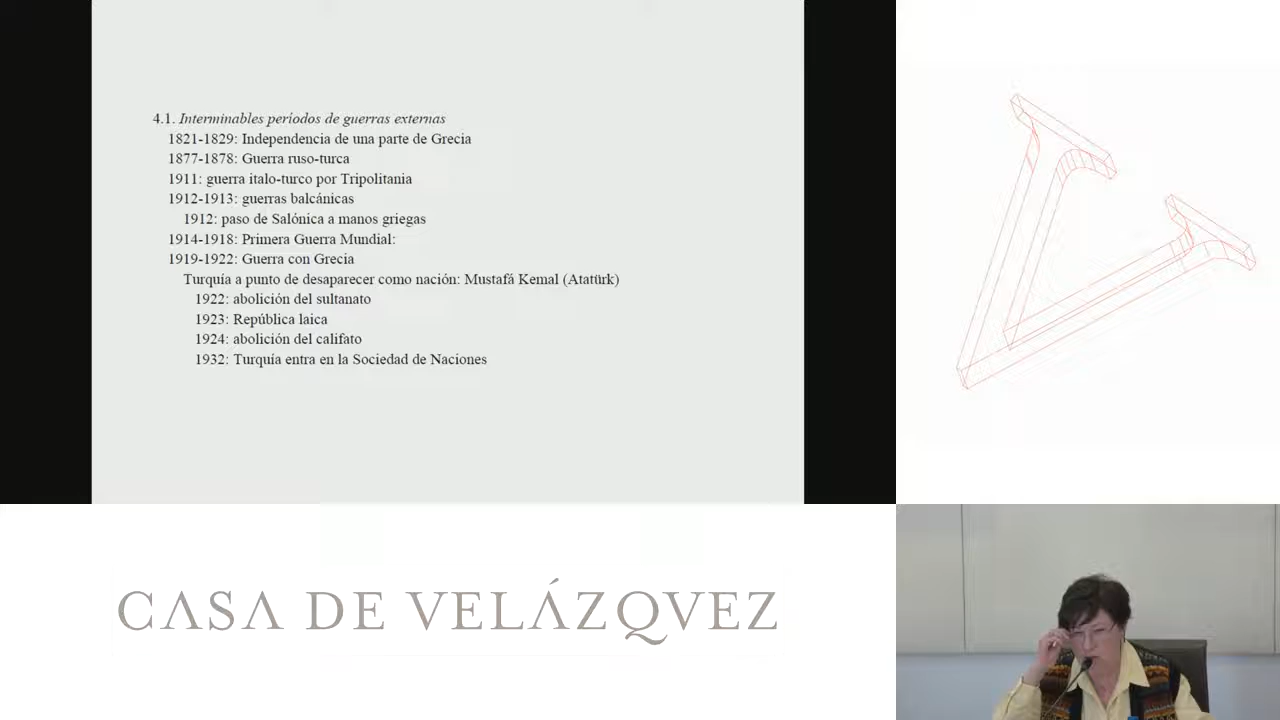 4.1. Interminables períodos de guerras externas
1821-1829: Independencia de una parte de Grecia
1877-1878: Guerra ruso-turca
1911: guerra italo-turco por Tripolitania
1912-1913: guerras balcánicas
1912: paso de Salónica a manos griegas
1914-1918: Primera Guerra Mundial:
1919-1922: Guerra con Grecia
Turquía a punto de desaparecer como nación: Mustafá Kemal (Atatürk)
1922: abolición del sultanato
1923: República laica
1924: abolición del califato
1932: Turquía entra en la Sociedad de Naciones
CASA DE VELÁZQVEZ